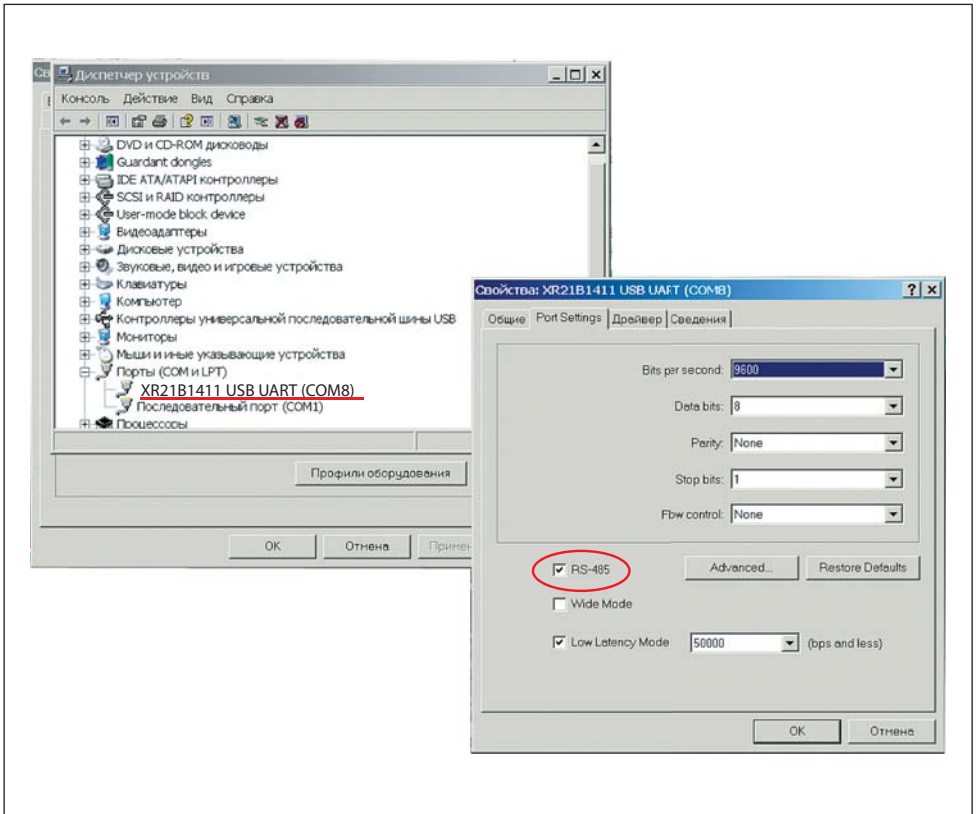 Св
Диспетчер устройств
Консоль Действие Вид Справка
DVD и CD-ROM дисководы
Guardant dongles
IDE ATA/ATAPI контроллеры
SCSI и RAID контроллеры
User-mode block device
Видеоадаптеры
Дисковые устройства
Звуковые, видео и игровые устройства
Клавиатуры
Компьютер
Контроллеры универсальной последовательной шины USB
Мониторы
Мыши и иные указывающие устройства
Порты (COM и LPT)
XR21B1411 USB UART (COM8)
Последовательный порт (COM1)
Процессоры
Профили оборудования
OK Отмена Примен
Свойства: XR21B1411 USB UART (COM8)
Общие Port Settings Драйвер Сведения
Bits per second: 9600
Data bits: 8
Parity: None
Stop bits: 1
Flow control: None
RS-485 Advanced... Restore Defaults
Wide Mode
Low Latency Mode 50000 (bps and less)
OK Отмена